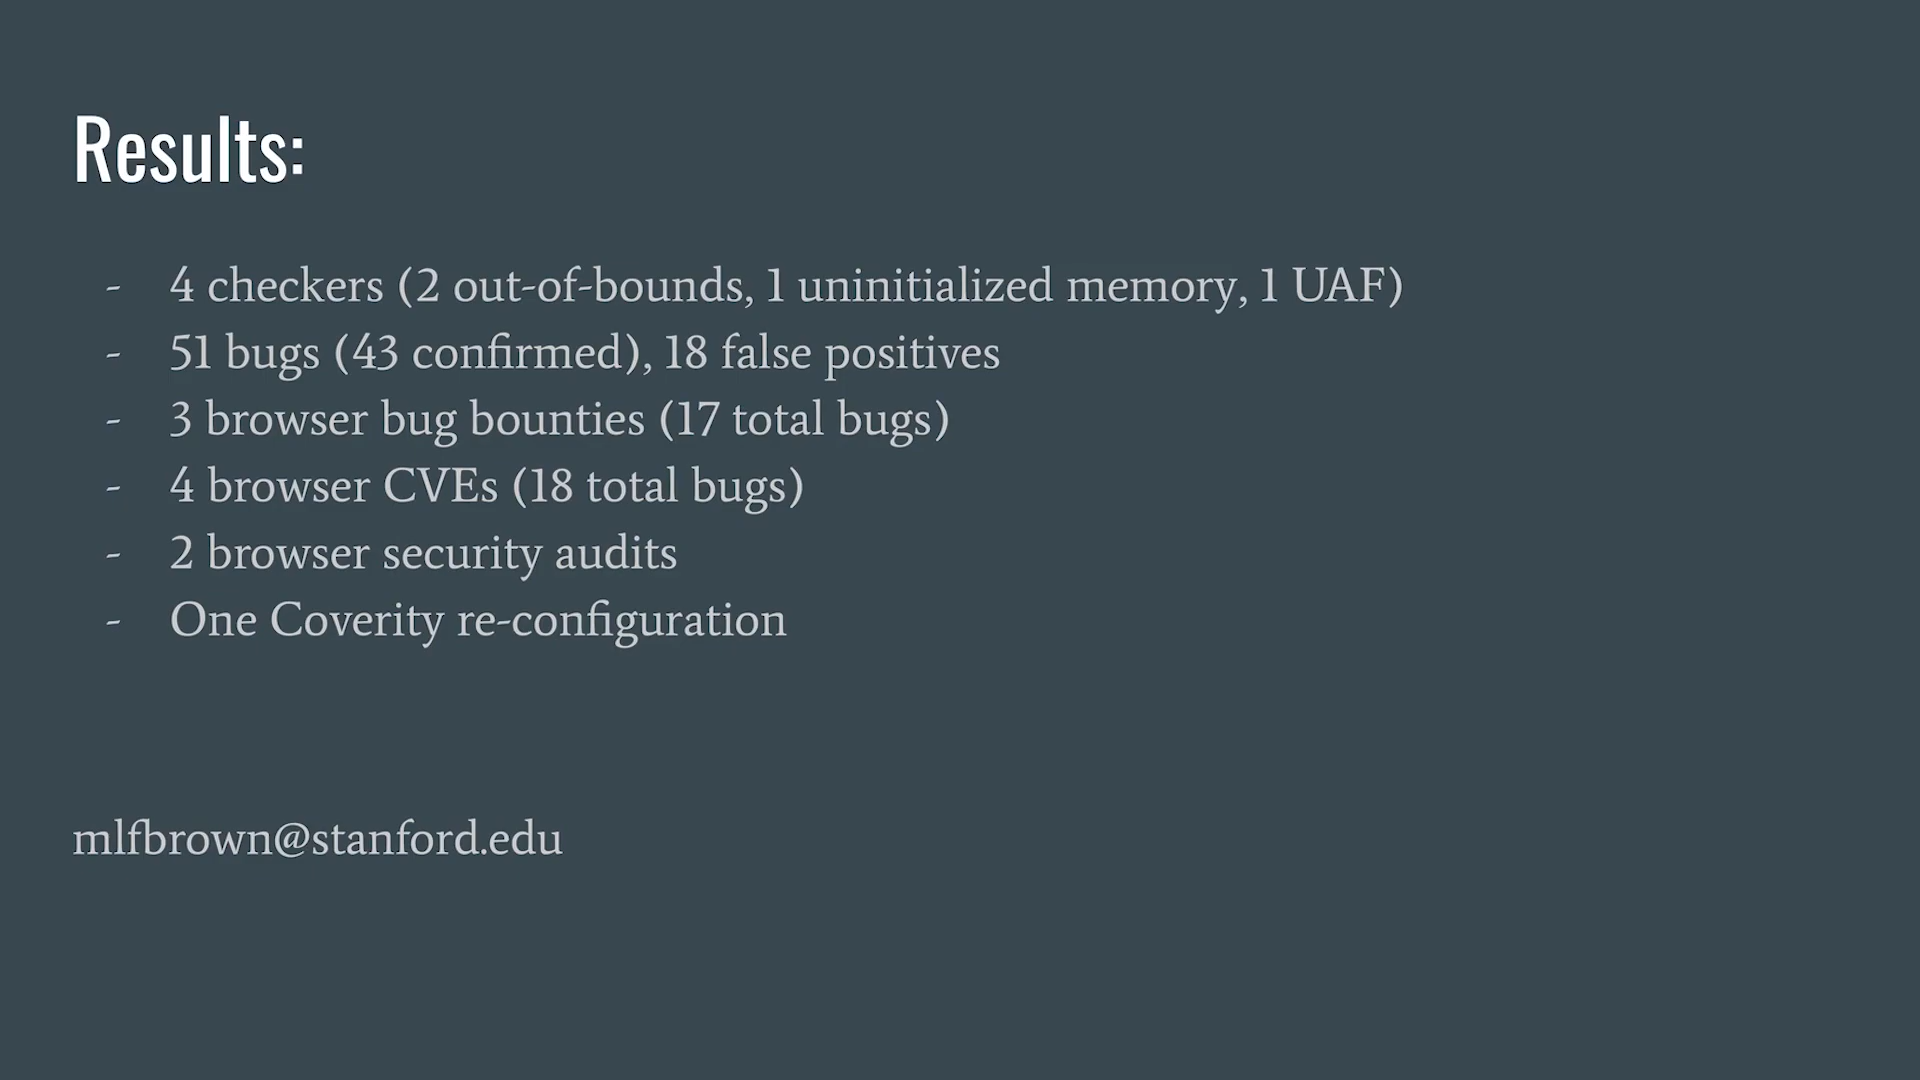 Results:
- 4 checkers (2 out-of-bounds, 1 uninitialized memory, 1 UAF)
- 51 bugs (43 confirmed), 18 false positives
- 3 browser bug bounties (17 total bugs)
- 4 browser CVEs (18 total bugs)
- 2 browser security audits
- One Coverity re-configuration
mlfbrown@stanford.edu